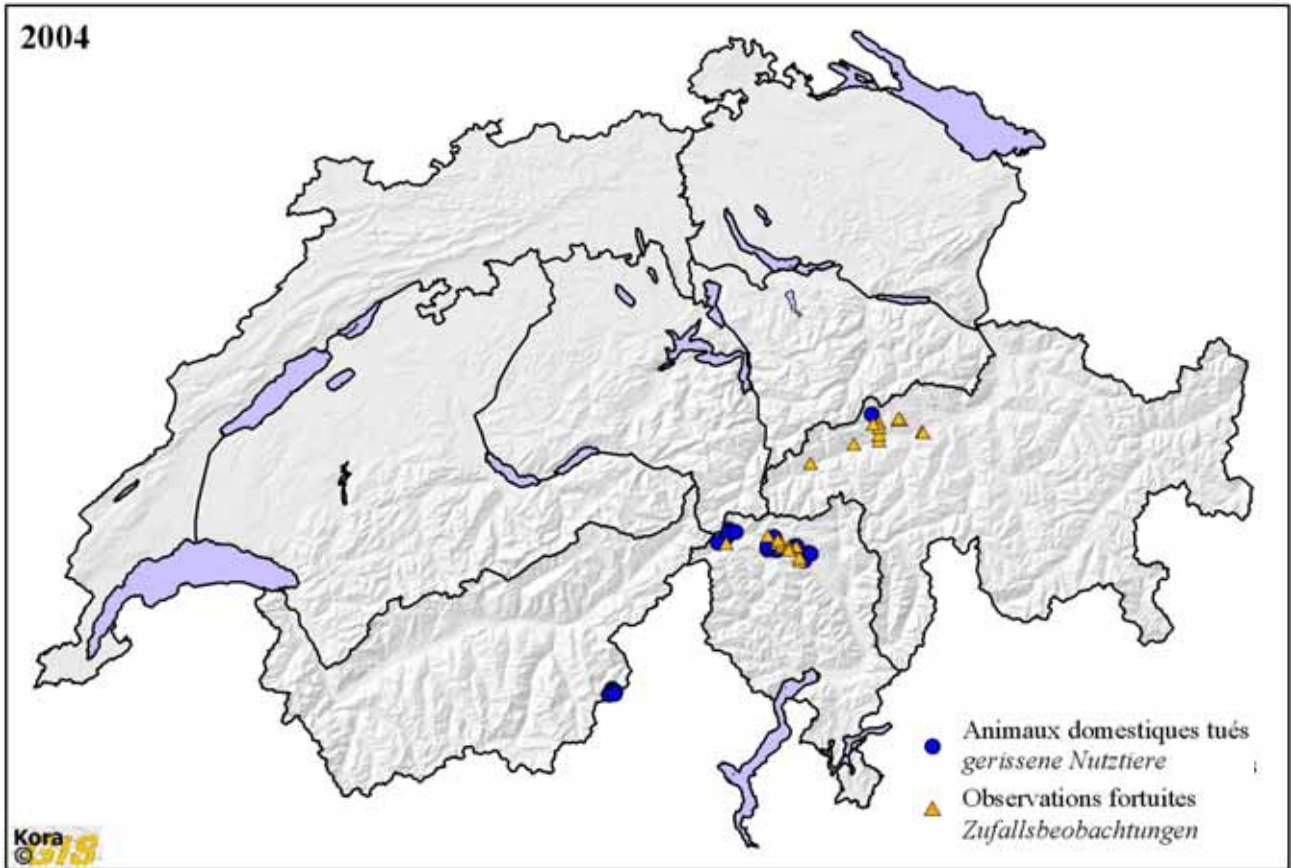 2004
Animaux domestiques tués
gerissene Nutztiere
Observations fortuites
Zufallsbeobachtungen
Kora
©GIS